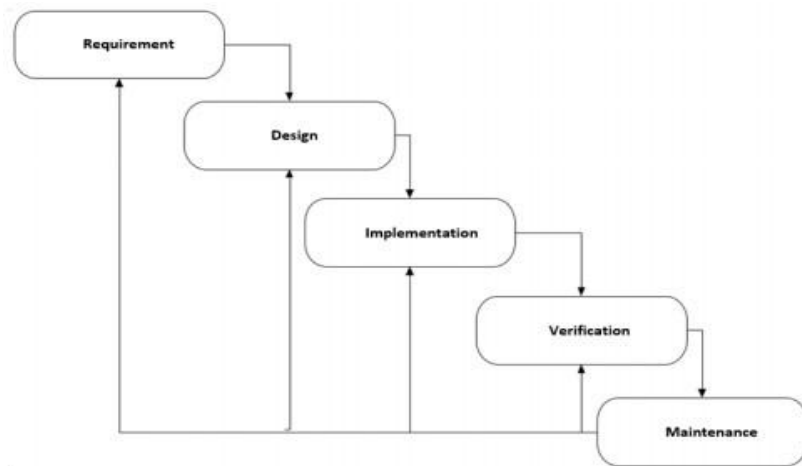 Requirement
Design
Implementation
Verification
Maintenance